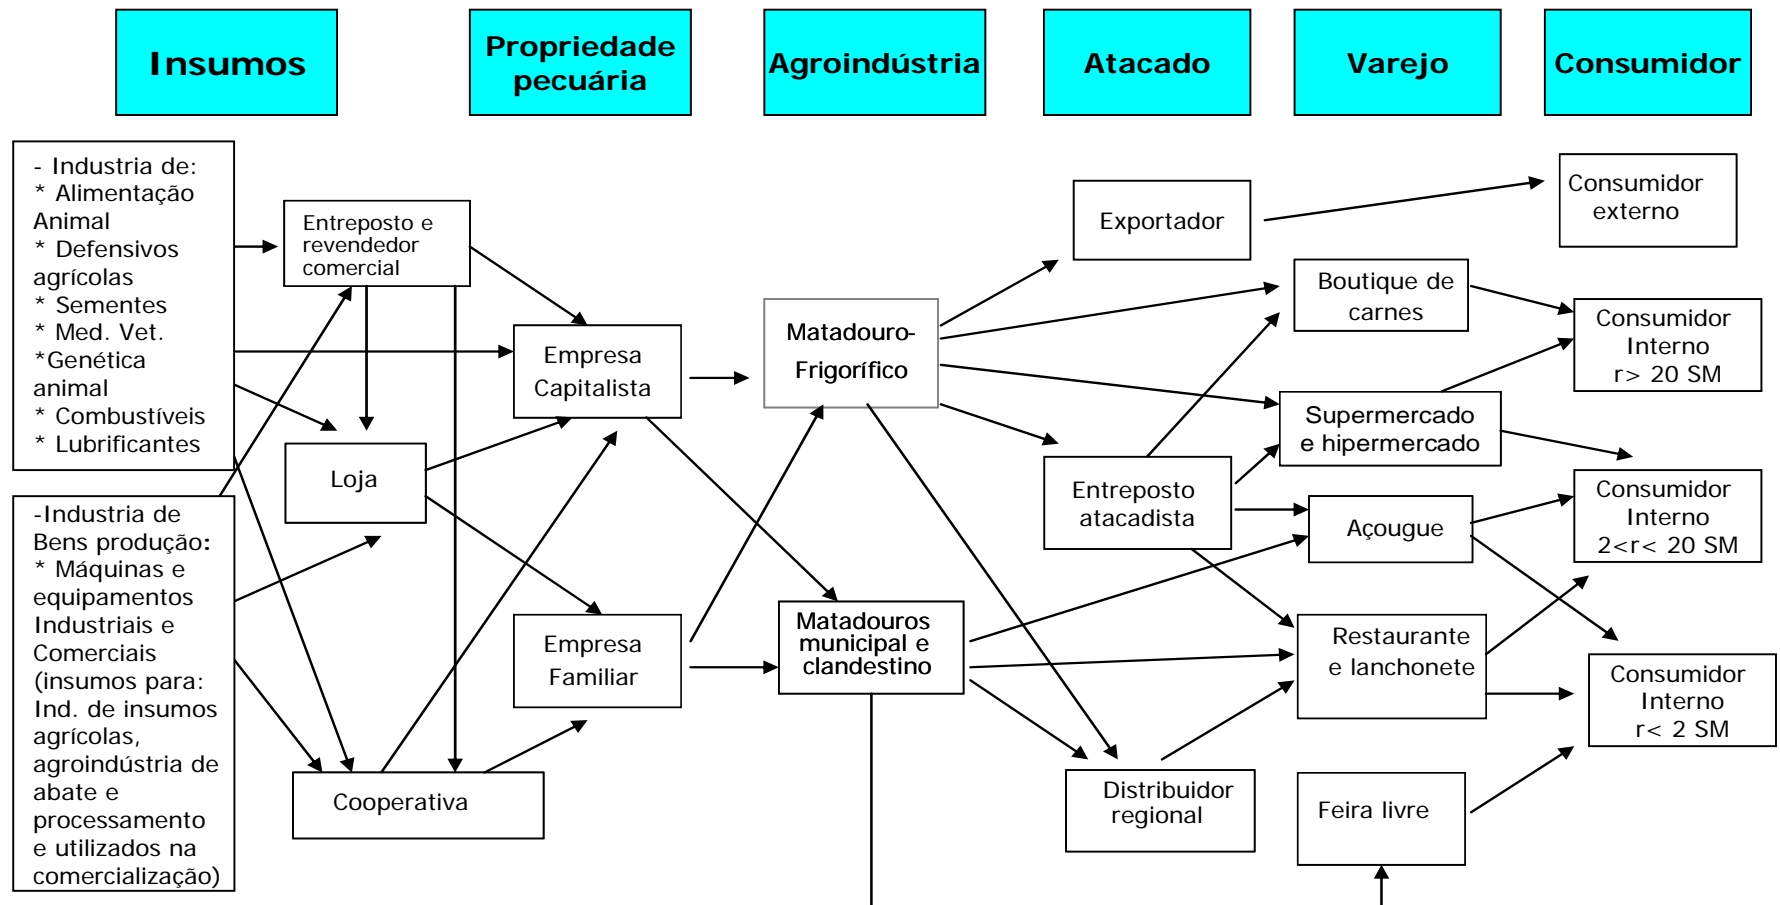 Insumos
Propriedade
pecuária
Agroindústria
Atacado
Varejo
Consumidor
- Industria de:
* Alimentação
Animal
* Defensivos
agrícolas
* Sementes
* Med. Vet.
*Genética
animal
* Combustíveis
* Lubrificantes
-Industria de
Bens produção:
* Máquinas e
equipamentos
Industriais e
Comerciais
(insumos para:
Ind. de insumos
agrícolas,
agroindústria de
abate e
processamento
e utilizados na
comercialização)
Entreposto e
revendedor
comercial
Loja
Cooperativa
Empresa
Capitalista
Empresa
Familiar
Matadouro-
Frigorífico
Matadouros
municipal e
clandestino
Exportador
Entreposto
atacadista
Distribuidor
regional
Boutique de
carnes
Supermercado
e hipermercado
Açougue
Restaurante
e lanchonete
Feira livre
Consumidor
externo
Consumidor
Interno
r> 20 SM
Consumidor
Interno
2<r< 20 SM
Consumidor
Interno
r< 2 SM